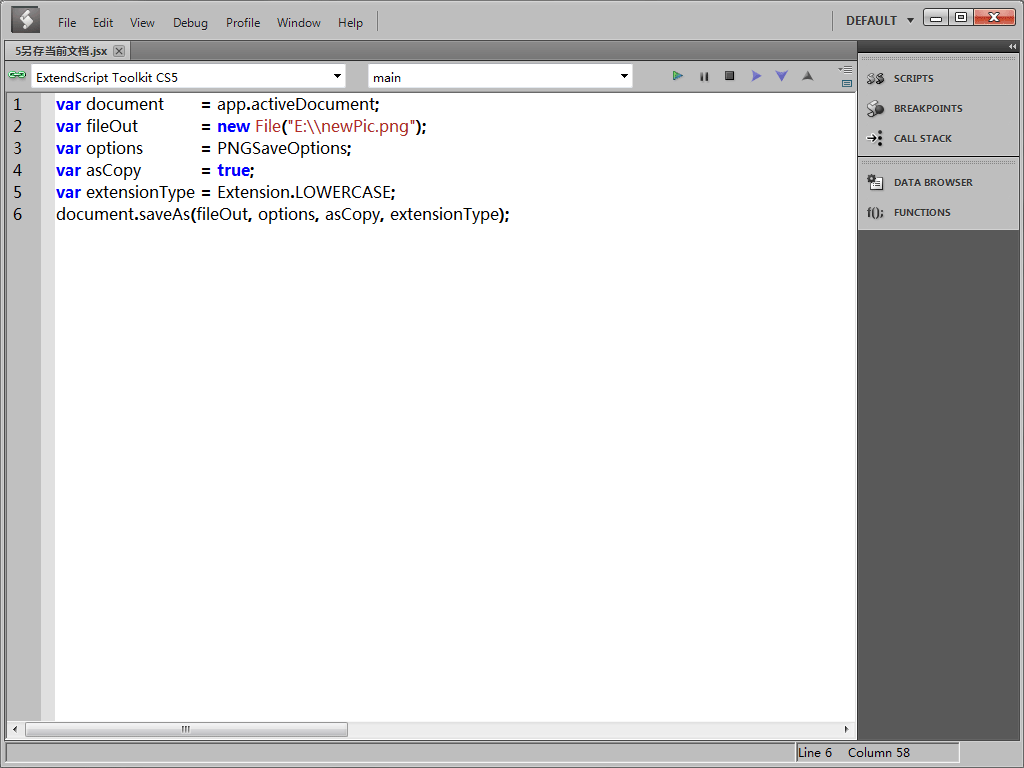 File Edit View Debug Profile Window Help DEFAULT
5另存当前文档.jsx
ExtendScript Toolkit CS5 main
1 var document = app.activeDocument;
2 var fileOut = new File("E:\\newPic.png");
3 var options = PNGSaveOptions;
4 var asCopy = true;
5 var extensionType = Extension.LOWERCASE;
6 document.saveAs(fileOut, options, asCopy, extensionType);
SCRIPTS
BREAKPOINTS
CALL STACK
DATA BROWSER
f(); FUNCTIONS
Line 6 Column 58